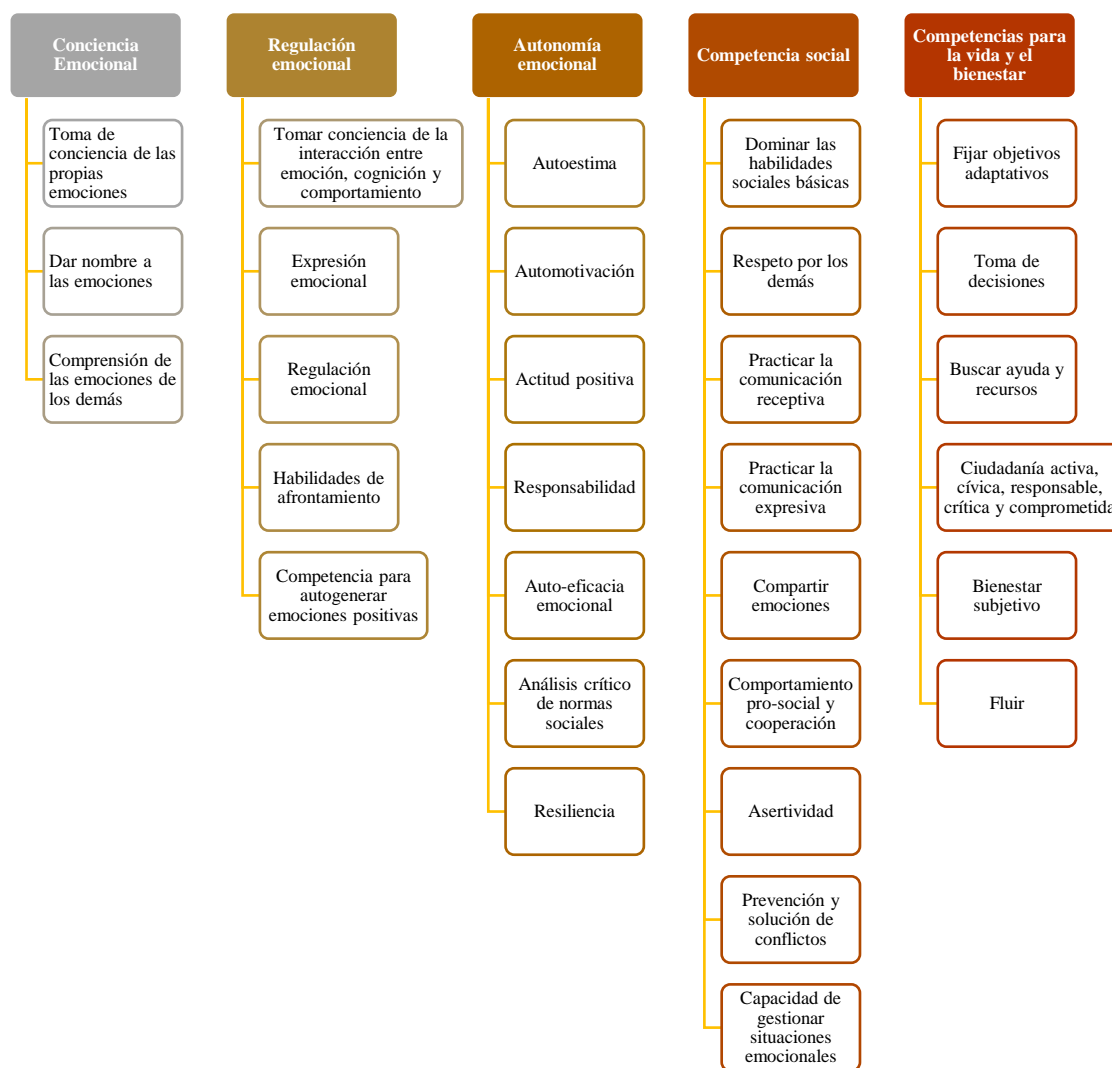 Conciencia
Emocional
Toma de
conciencia de las
propias
emociones
Dar nombre a
las emociones
Comprensión de
las emociones de
los demás
Regulación
emocional
Tomar conciencia de la
interacción entre
emoción, cognición y
comportamiento
Expresión
emocional
Regulación
emocional
Habilidades de
afrontamiento
Competencia para
autogenerar
emociones positivas
Autonomía
emocional
Autoestima
Automotivación
Actitud positiva
Responsabilidad
Auto-eficacia
emocional
Análisis crítico
de normas
sociales
Resiliencia
Competencia social
Dominar las
habilidades
sociales básicas
Respeto por los
demás
Practicar la
comunicación
receptiva
Practicar la
comunicación
expresiva
Compartir
emociones
Comportamiento
pro-social y
cooperación
Asertividad
Prevención y
solución de
conflictos
Capacidad de
gestionar
situaciones
emocionales
Competencias para
la vida y el
bienestar
Fijar objetivos
adaptativos
Toma de
decisiones
Buscar ayuda y
recursos
Ciudadanía activa,
cívica, responsable,
crítica y comprometida
Bienestar
subjetivo
Fluir